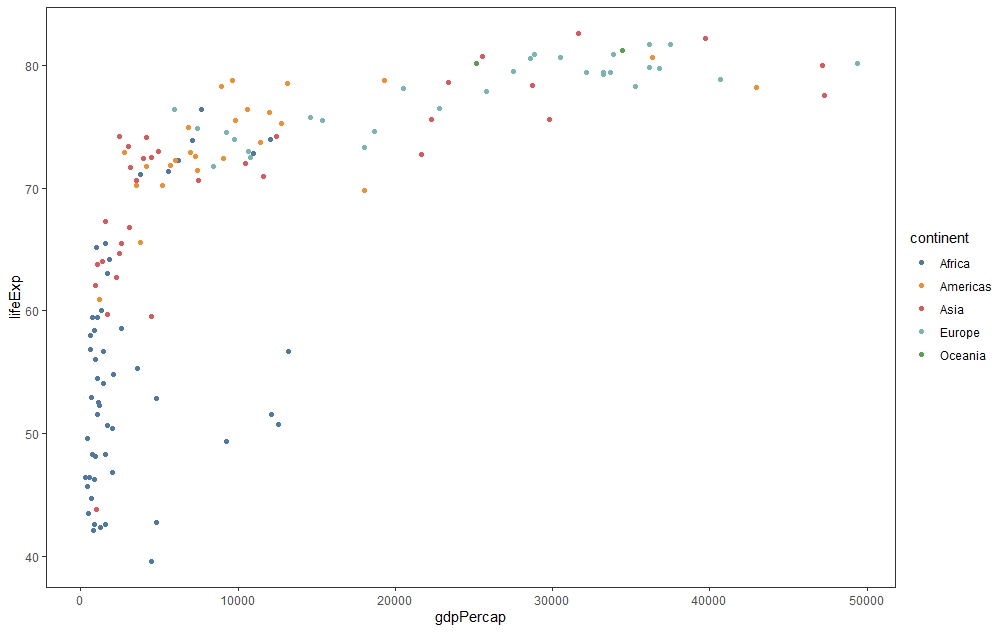 80
70
60
50
40
lifeExp
0
10000
20000
30000
40000
50000
gdpPercap
continent
Africa
Americas
Asia
Europe
Oceania